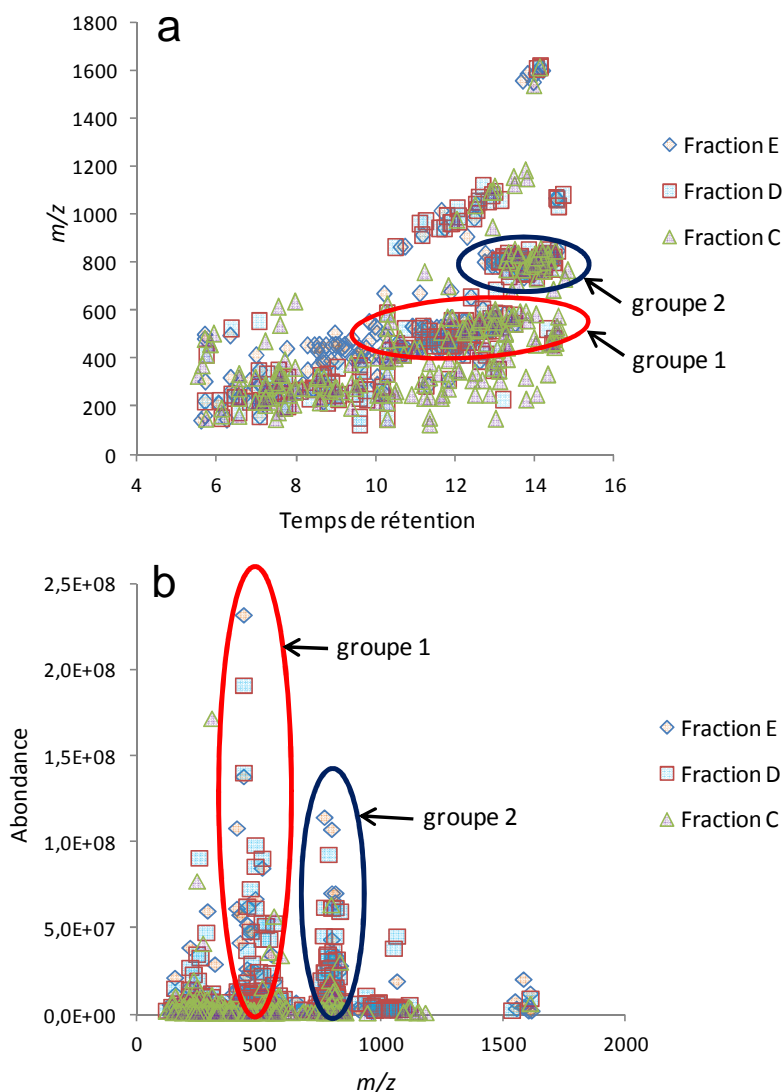 a
1800
1600
1400
1200
1000
800
600
400
200
0
m/z
4 6 8 10 12 14 16
Temps de rétention
Fraction E
Fraction D
Fraction C
groupe 2
groupe 1
b
2,5E+08
2,0E+08
1,5E+08
1,0E+08
5,0E+07
0,0E+00
Abondance
0 500 1000 1500 2000
m/z
groupe 1
groupe 2
Fraction E
Fraction D
Fraction C